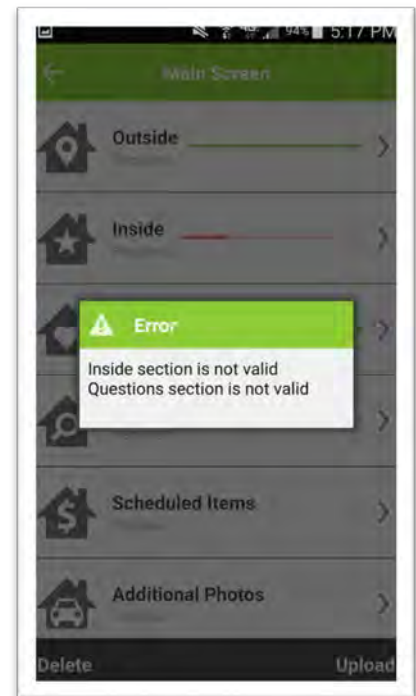 94% 5:17 PM
Main Screen
Outside
Inside
Error
Inside section is not valid
Questions section is not valid
Scheduled Items
Additional Photos
Delete
Upload